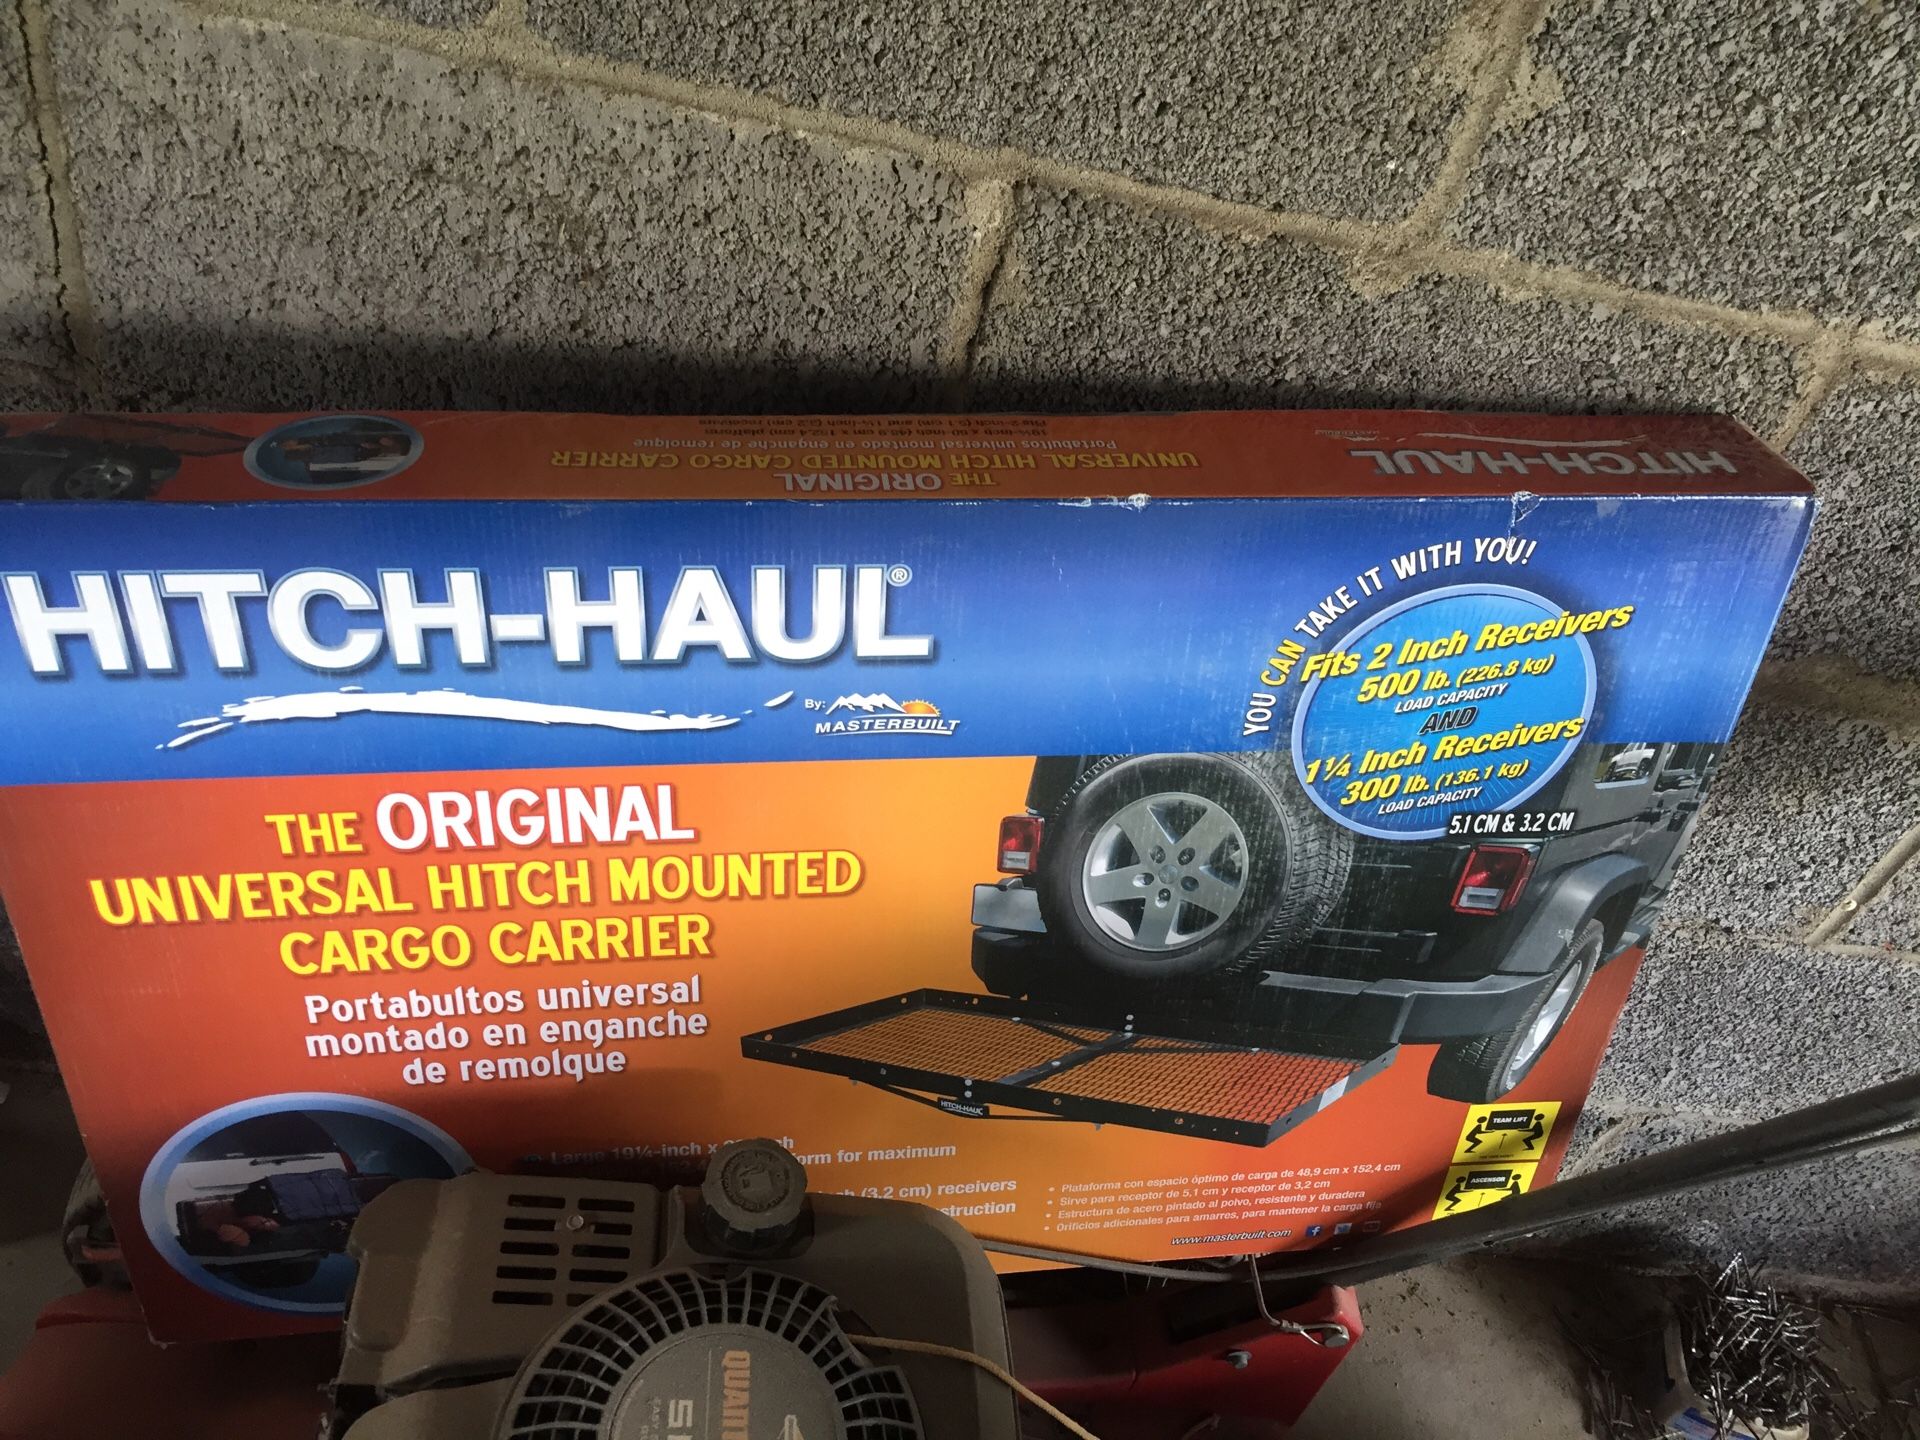 HITCH-HAUL
UNIVERSAL HITCH MOUNTED CARGO CARRIER
THE ORIGINAL
Portabultos universal montado en enganche de remolque
HITCH-HAUL®
By:
MASTERBUILT
YOU CAN TAKE IT WITH YOU!
Fits 2 Inch Receivers
500 lb. (226.8 kg)
LOAD CAPACITY
AND
1¼ Inch Receivers
300 lb. (136.1 kg)
LOAD CAPACITY
5.1 CM & 3.2 CM
THE ORIGINAL
UNIVERSAL HITCH MOUNTED
CARGO CARRIER
Portabultos universal
montado en enganche
de remolque
HITCH-HAUL
Large 19¼-inch x
for maximum
(3.2 cm) receivers
• Plataforma con espacio óptimo de carga de 48,9 cm x 152,4 cm
• Sirve para receptor de 5,1 cm y receptor de 3,2 cm
• Estructura de acero pintado al polvo, resistente y duradera
• Orificios adicionales para amarres, para mantener la carga fija
www.masterbuilt.com
TEAM LIFT
ASCENSOR